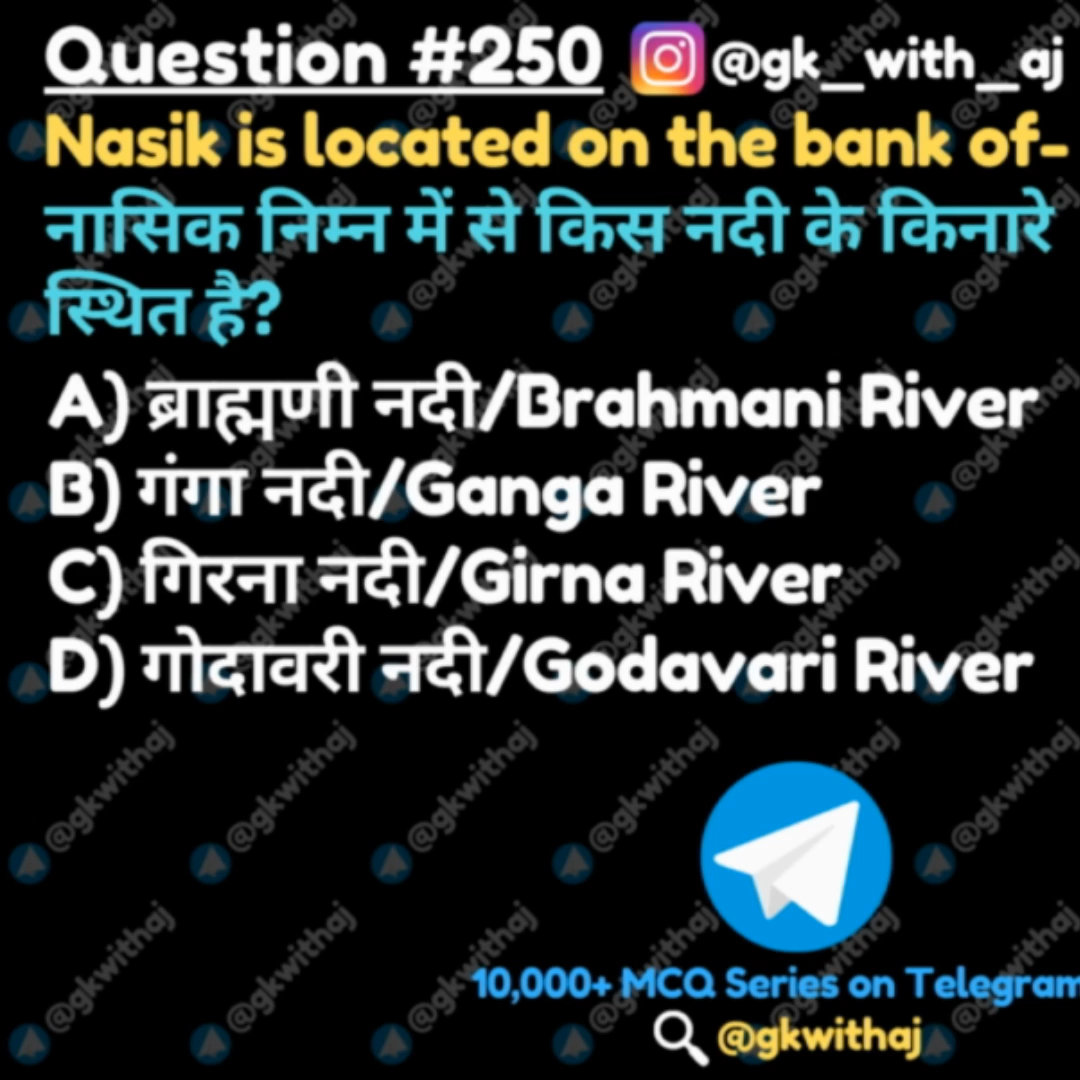 Question #250 @gk_with_aj
Nasik is located on the bank of-
नासिक निम्न में से किस नदी के किनारे
स्थित है?
A) ब्राह्मणी नदी/Brahmani River
B) गंगा नदी/Ganga River
C) गिरना नदी/Girna River
D) गोदावरी नदी/Godavari River
10,000+ MCQ Series on Telegram
@gkwithaj